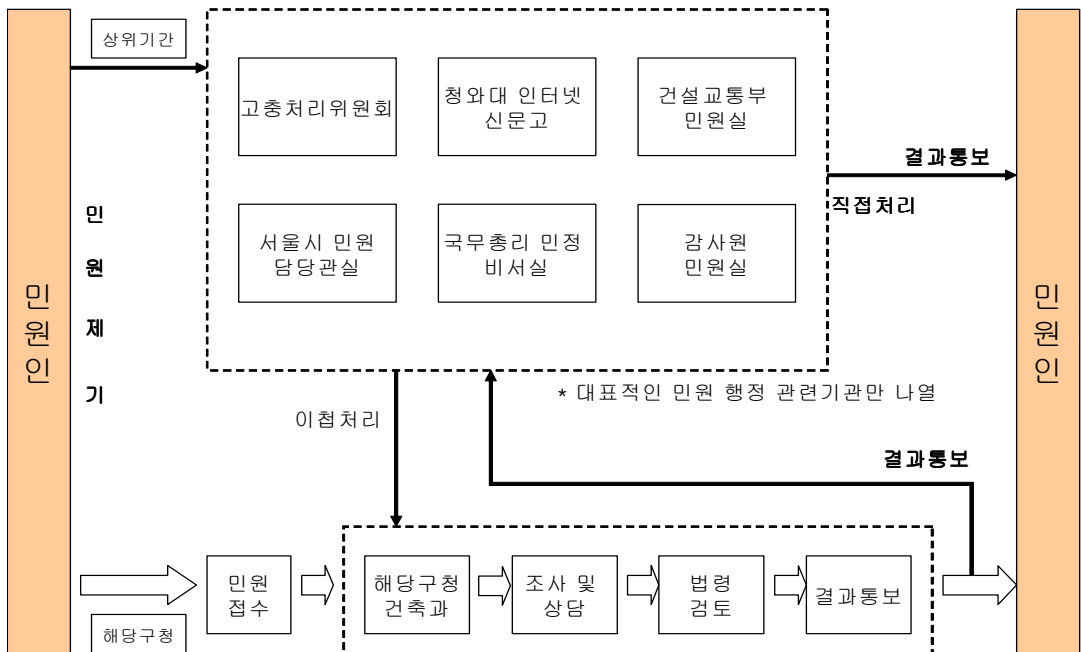 상위기간
고충처리위원회
청와대 인터넷
신문고
건설교통부
민원실
결과통보
직접처리
서울시 민원
담당관실
국무총리 민정
비서실
감사원
민원실
민
원
제
기
민
원
인
민
원
인
* 대표적인 민원 행정 관련기관만 나열
이첩처리
결과통보
민원
접수
해당구청
건축과
조사 및
상담
법령
검토
결과통보
해당구청